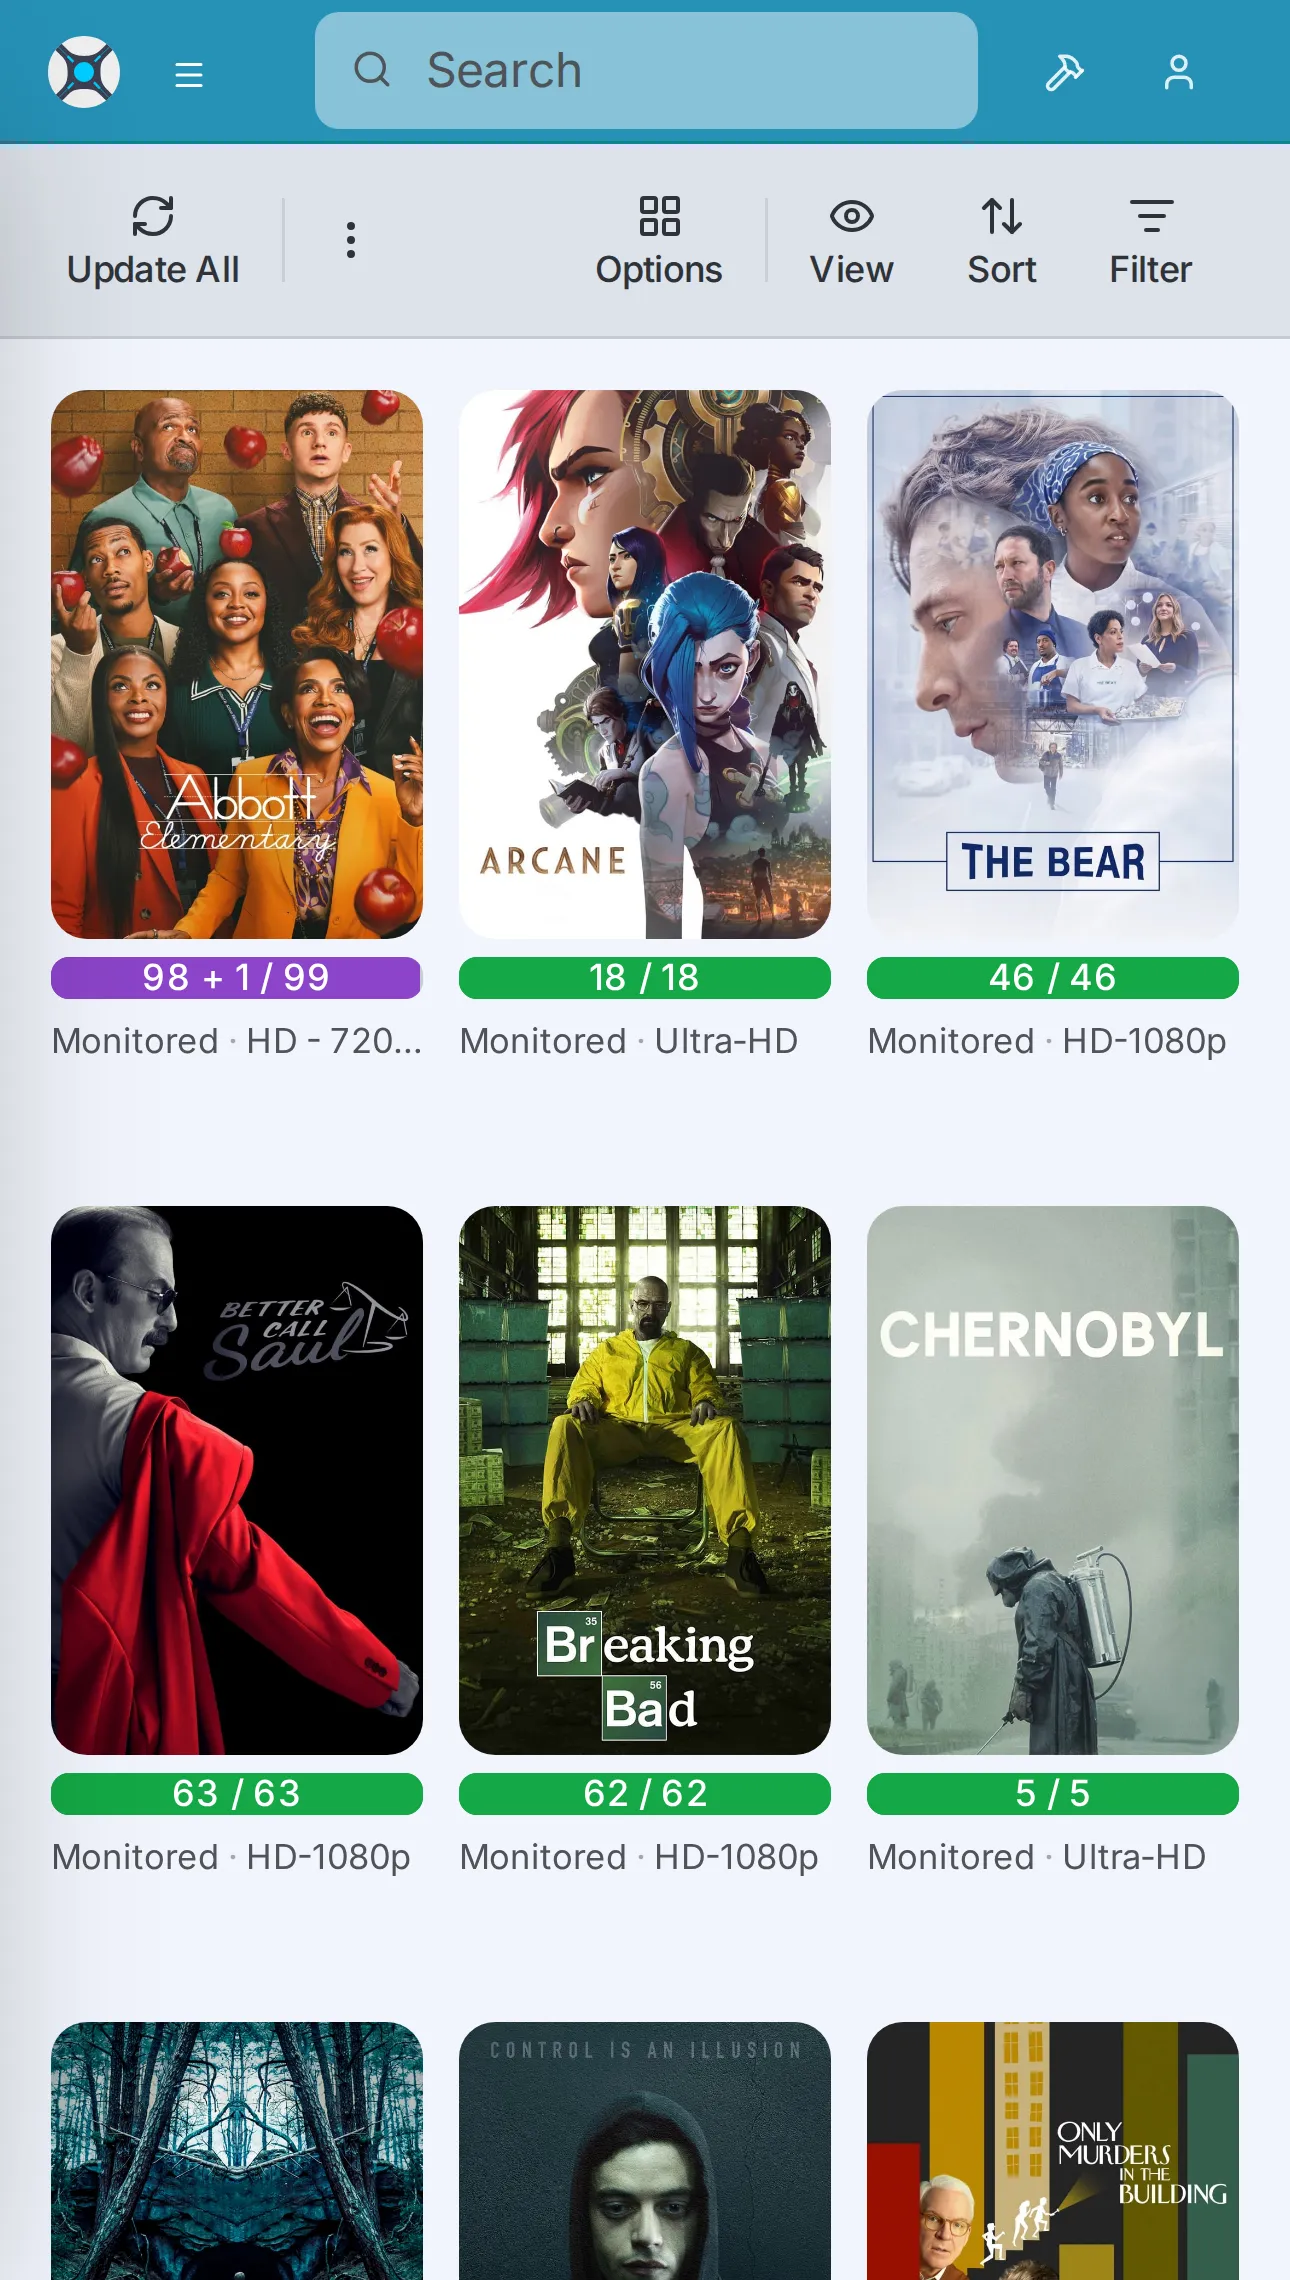 Search
Update All
Options
View
Sort
Filter
Abbott
Elementary
ARCANE
THE BEAR
98 + 1 / 99
18 / 18
46 / 46
Monitored · HD - 720...
Monitored · Ultra-HD
Monitored · HD-1080p
BETTER
CALL
Saul
35
Breaking
56
Bad
CHERNOBYL
63 / 63
62 / 62
5 / 5
Monitored · HD-1080p
Monitored · HD-1080p
Monitored · Ultra-HD
CONTROL IS AN ILLUSION
ONLY
MURDERS
IN THE
BUILDING